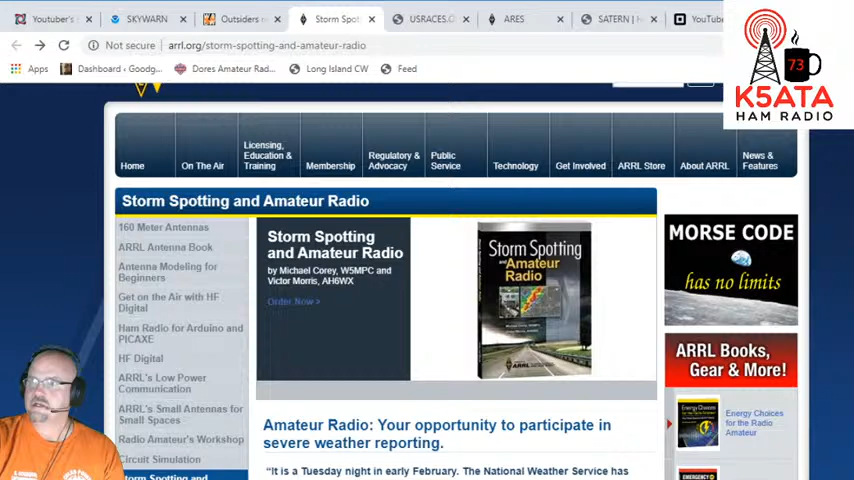 Youtube's
SKYWARN
Outsiders n
Storm Spot
USRACES.O
ARES
SATERN | H
YouTube
Not secure
arrl.org/storm-spotting-and-amateur-radio
Apps
Dashboard ‹ Goodg...
Dores Amateur Rad...
Long Island CW
Feed
73
K5ATA
HAM RADIO
Home
On The Air
Licensing,
Education &
Training
Membership
Regulatory &
Advocacy
Public
Service
Technology
Get Involved
ARRL Store
About ARRL
News &
Features
Storm Spotting and Amateur Radio
160 Meter Antennas
ARRL Antenna Book
Antenna Modeling for
Beginners
Get on the Air with HF
Digital
Ham Radio for Arduino and
PICAXE
HF Digital
ARRL's Low Power
Communication
ARRL's Small Antennas for
Small Spaces
Radio Amateur's Workshop
Circuit Simulation
Storm Spotting and
Storm Spotting
and Amateur Radio
by Michael Corey, W5MPC and
Victor Morris, AH6WX
Order Now >
Storm Spotting
and Amateur
Radio
ARRL
Amateur Radio: Your opportunity to participate in
severe weather reporting.
“It is a Tuesday night in early February. The National Weather Service has
MORSE CODE
has no limits
ARRL Books,
Gear & More!
Energy Choices
for the Radio
Amateur